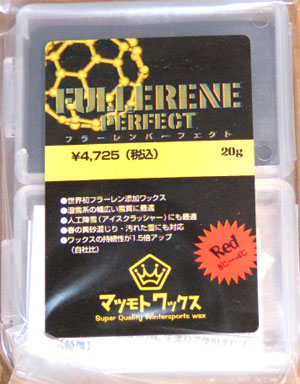 FULLERENE
PERFECT
フラーレンパーフェクト
¥4,725 (税込)
20g
●世界初フラーレン添加ワックス
●湿雪系の幅広い雪質に最適
●人工降雪（アイスクラッシャー）にも最適
●春の黄砂混じり・汚れた雪にも対応
●ワックスの持続性が1.5倍アップ
（自社比）
Red
マツモトワックス
Super Quality Wintersports wax